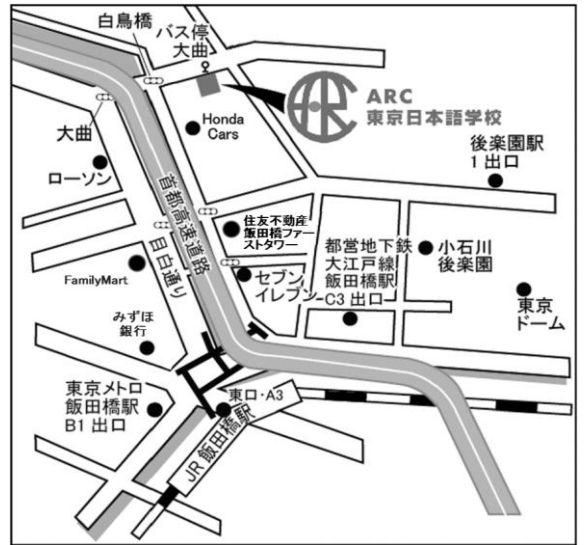 白鳥橋
バス停
大曲
ARC
東京日本語学校
大曲
Honda
Cars
後楽園駅
1出口
ローソン
首都高速道路
住友不動産
飯田橋ファー
ストタワー
都営地下鉄
大江戸線
飯田橋駅
C3出口
小石川
後楽園
目白通り
FamilyMart
セブン
イレブン
東京
ドーム
みずほ
銀行
東京メトロ
飯田橋駅
B1出口
東口・A3
JR飯田橋駅